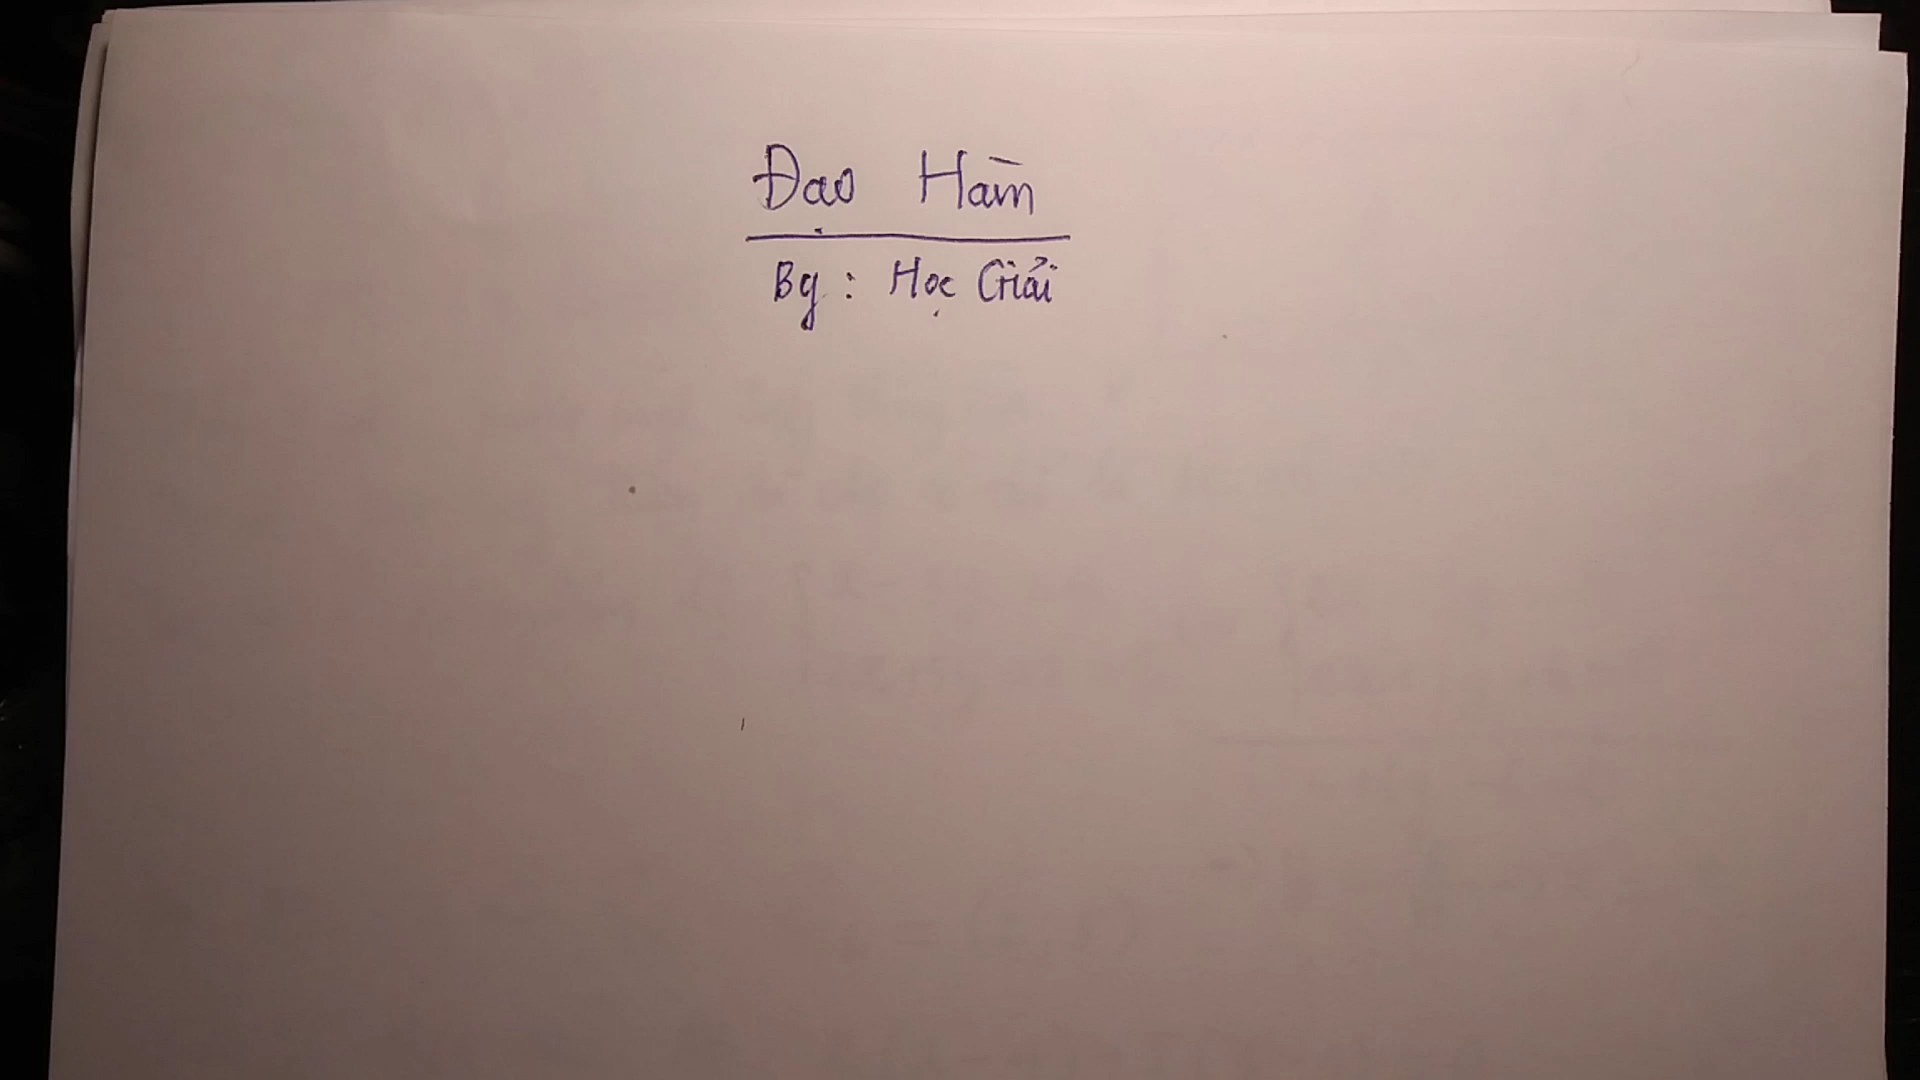 Đạo Hàm
By : Học Giải